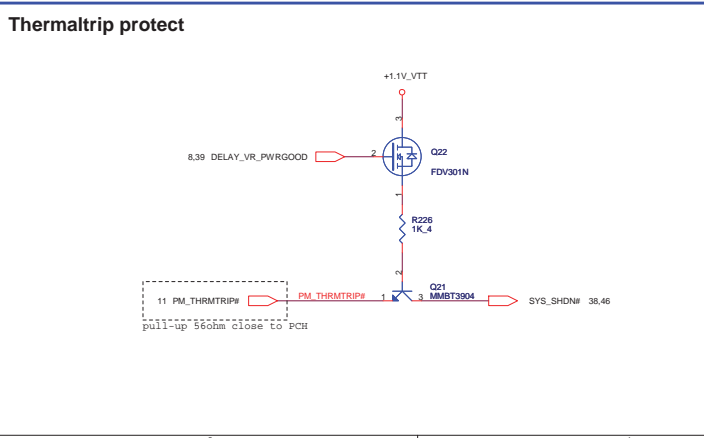 Thermaltrip protect
+1.1V_VTT
3
8,39 DELAY_VR_PWRGOOD
2
Q22
FDV301N
1
R226
1K_4
2
Q21
MMBT3904
11 PM_THRMTRIP#
PM_THRMTRIP#
1
3
SYS_SHDN# 38,46
pull-up 56ohm close to PCH